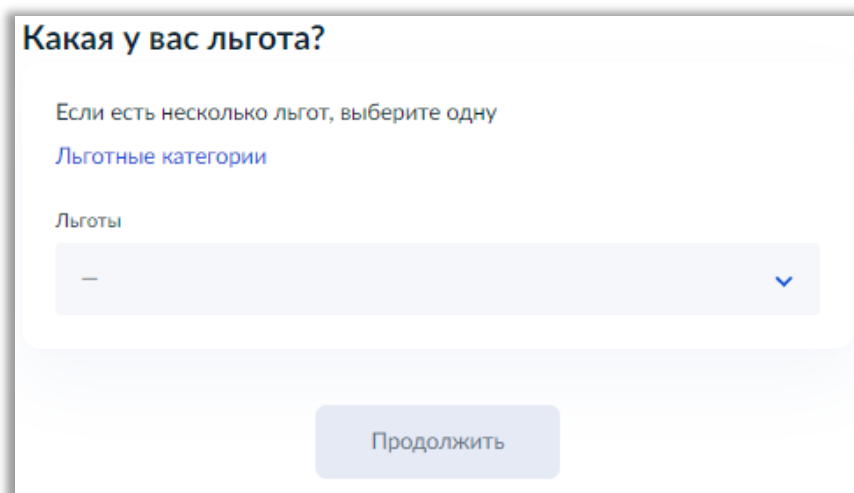 Какая у вас льгота?
Если есть несколько льгот, выберите одну
Льготные категории
Льготы
—
Продолжить